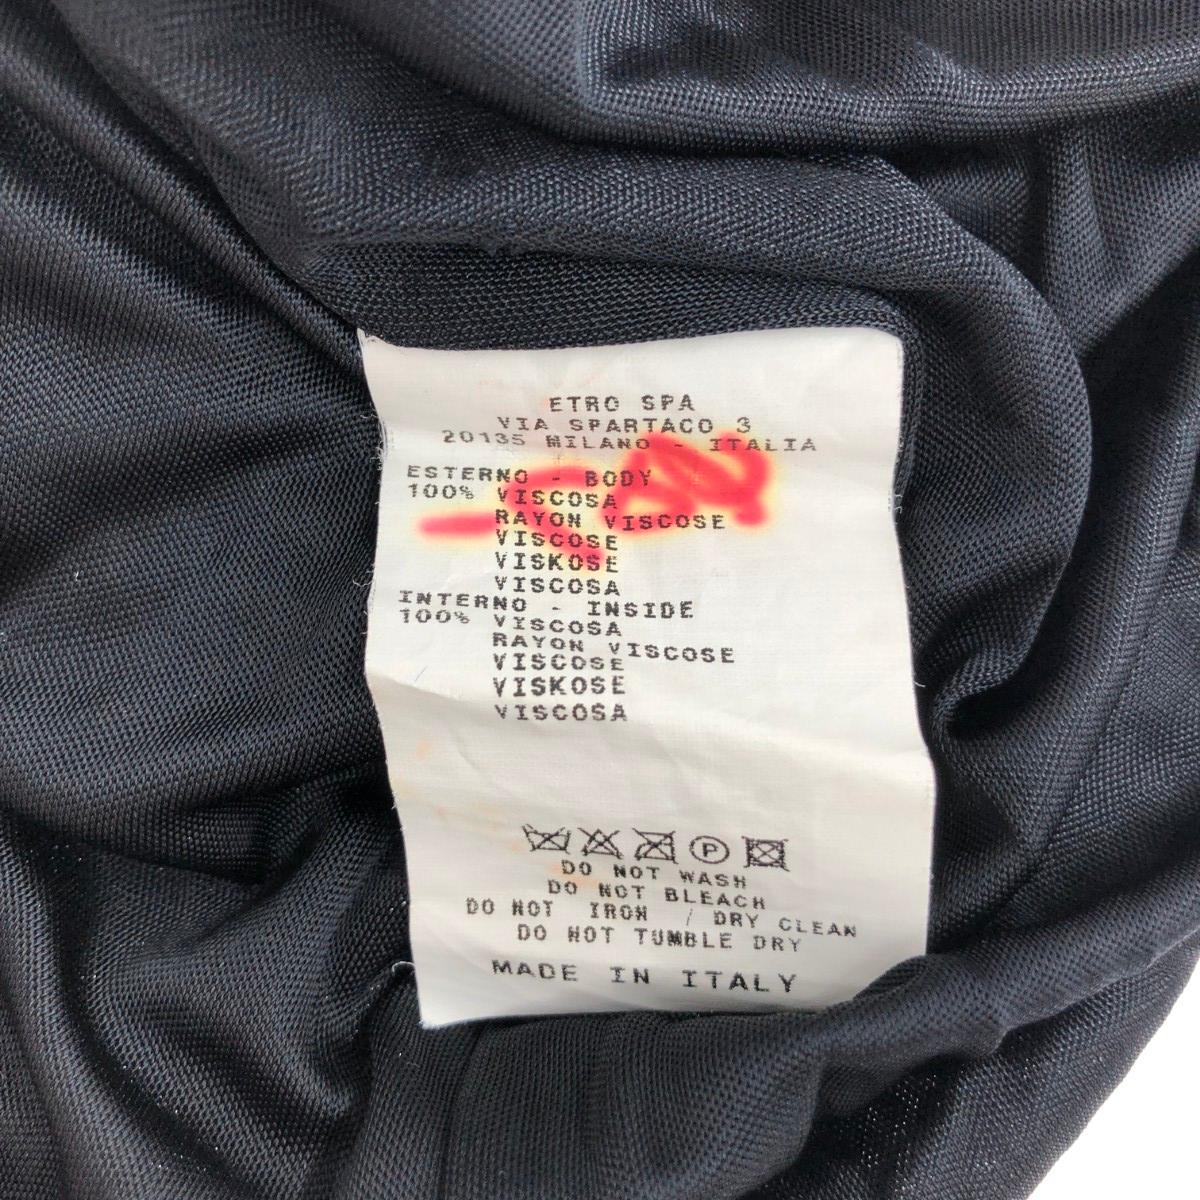 ETRO SPA
VIA SPARTACO 3
20135 MILANO - ITALIA
ESTERNO - BODY
100% VISCOSA
RAYON VISCOSE
VISCOSE
VISKOSE
VISCOSA
INTERNO - INSIDE
100% VISCOSA
RAYON VISCOSE
VISCOSE
VISKOSE
VISCOSA
P
DO NOT WASH
DO NOT BLEACH
DO NOT IRON / DRY CLEAN
DO NOT TUMBLE DRY
MADE IN ITALY